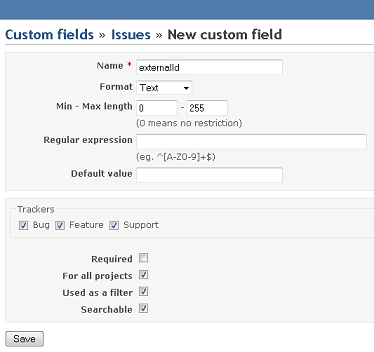 Custom fields » Issues » New custom field
Name * externalId
Format Text
Min - Max length 0 - 255
(0 means no restriction)
Regular expression
(eg. ^[A-Z0-9]+$)
Default value
Trackers
Bug Feature Support
Required
For all projects
Used as a filter
Searchable
Save